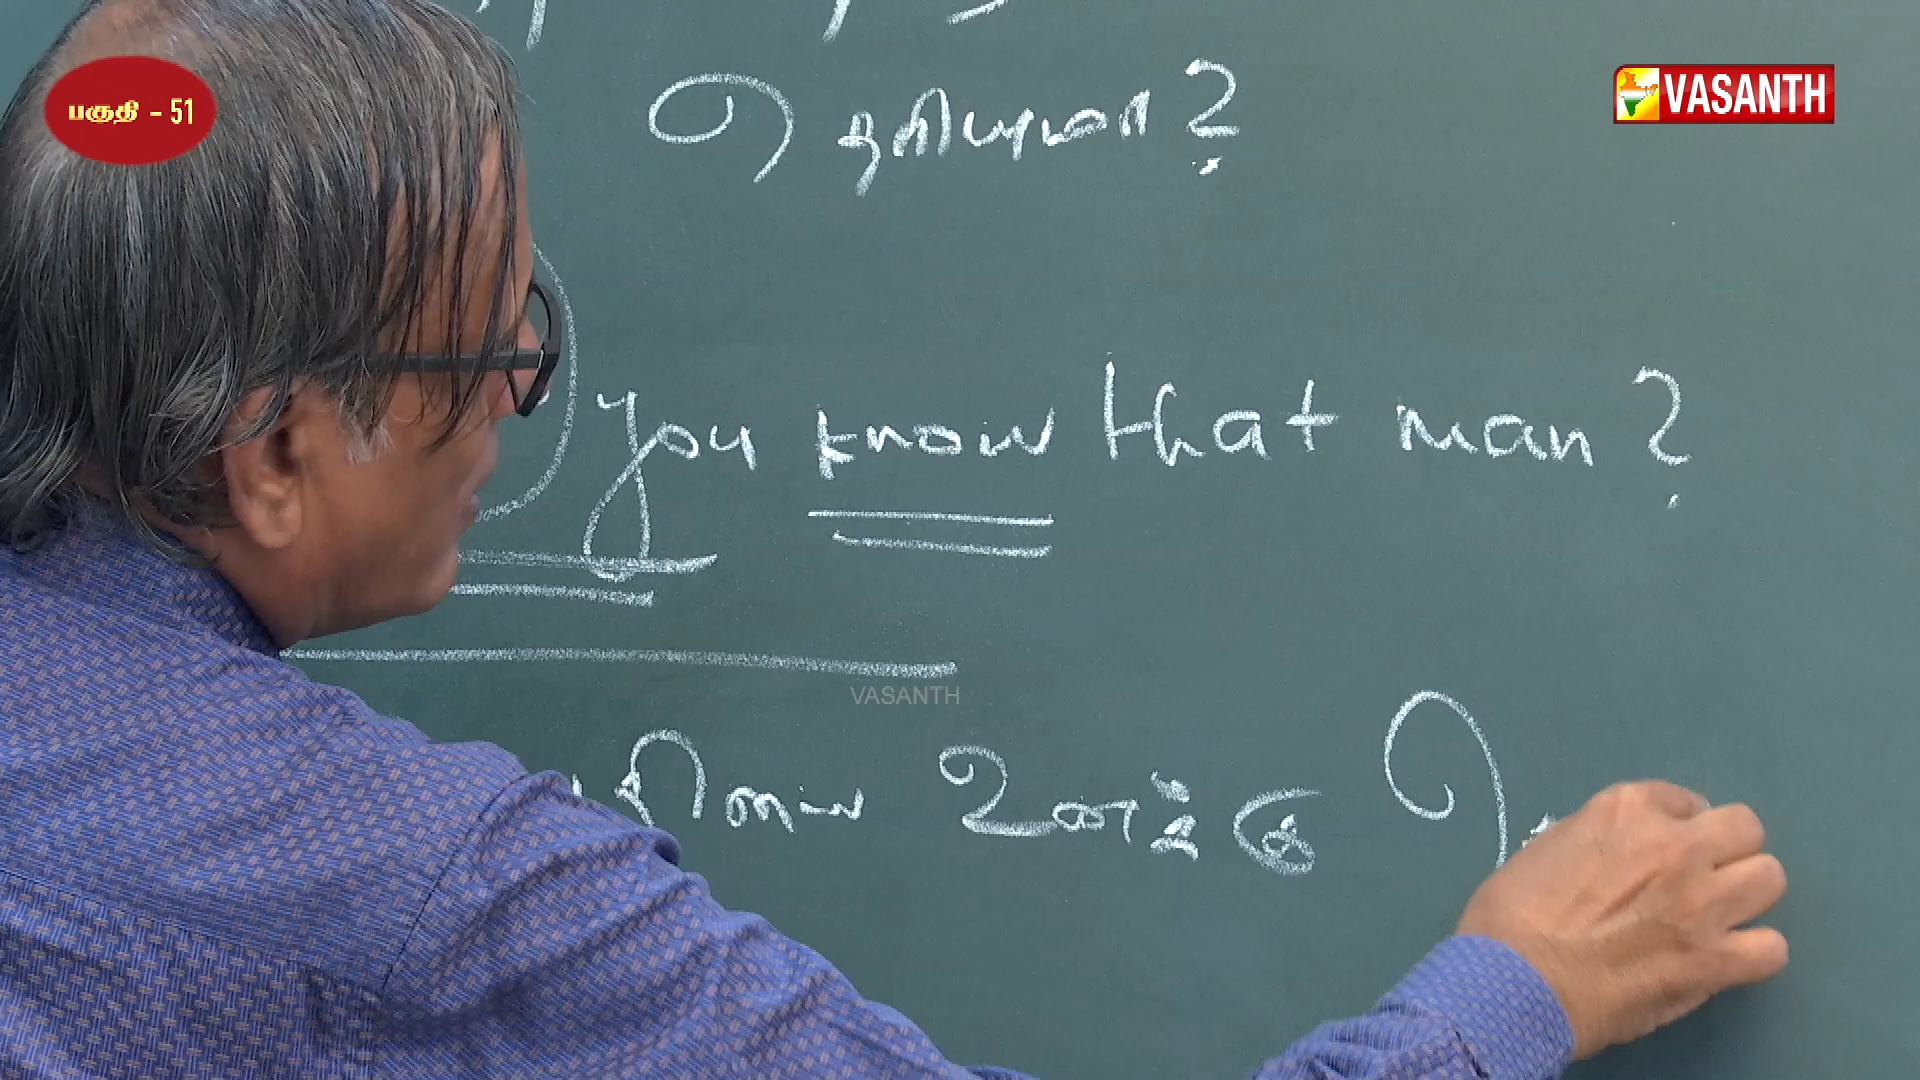 பகுதி - 51
VASANTH
தெரியுமா?
you know that man?
VASANTH
உனக்கு